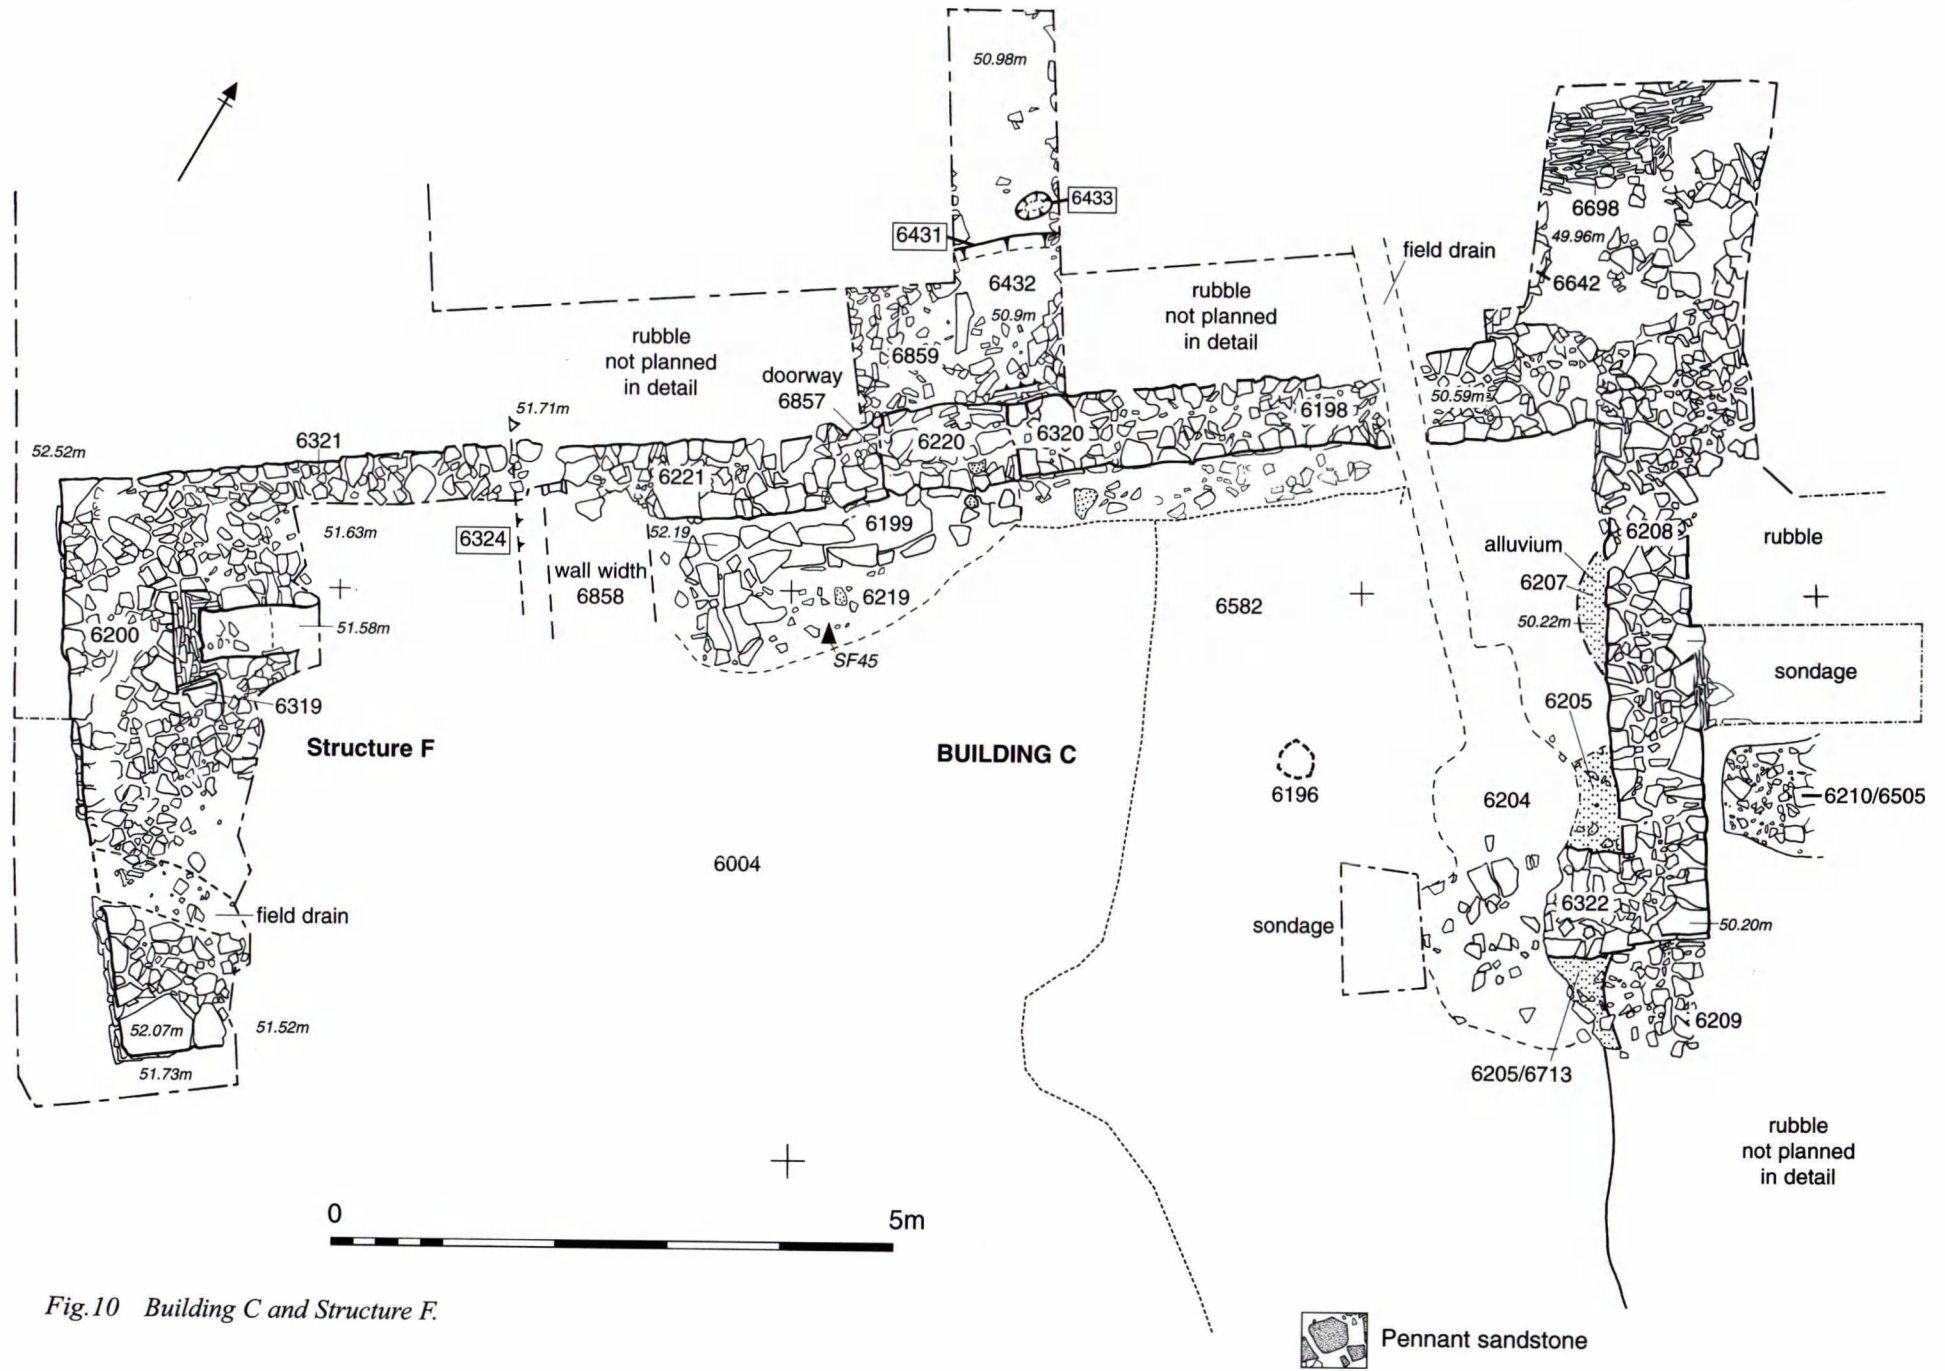 50.98m
6433
6431
6432
50.9m
6859
rubble
not planned
in detail
rubble
not planned
in detail
field drain
6698
49.96m
6642
doorway
6857
51.71m
52.52m
6321
6221
6220
6320
6198
50.59m
6324
51.63m
52.19
6199
wall width
6858
6219
SF45
6582
alluvium
6207
50.22m
6208
rubble
sondage
6200
51.58m
6319
Structure F
BUILDING C
6196
6205
6204
6210/6505
6004
field drain
sondage
6322
50.20m
52.07m
51.52m
51.73m
6209
6205/6713
rubble
not planned
in detail
0 5m
Fig.10 Building C and Structure F.
Pennant sandstone